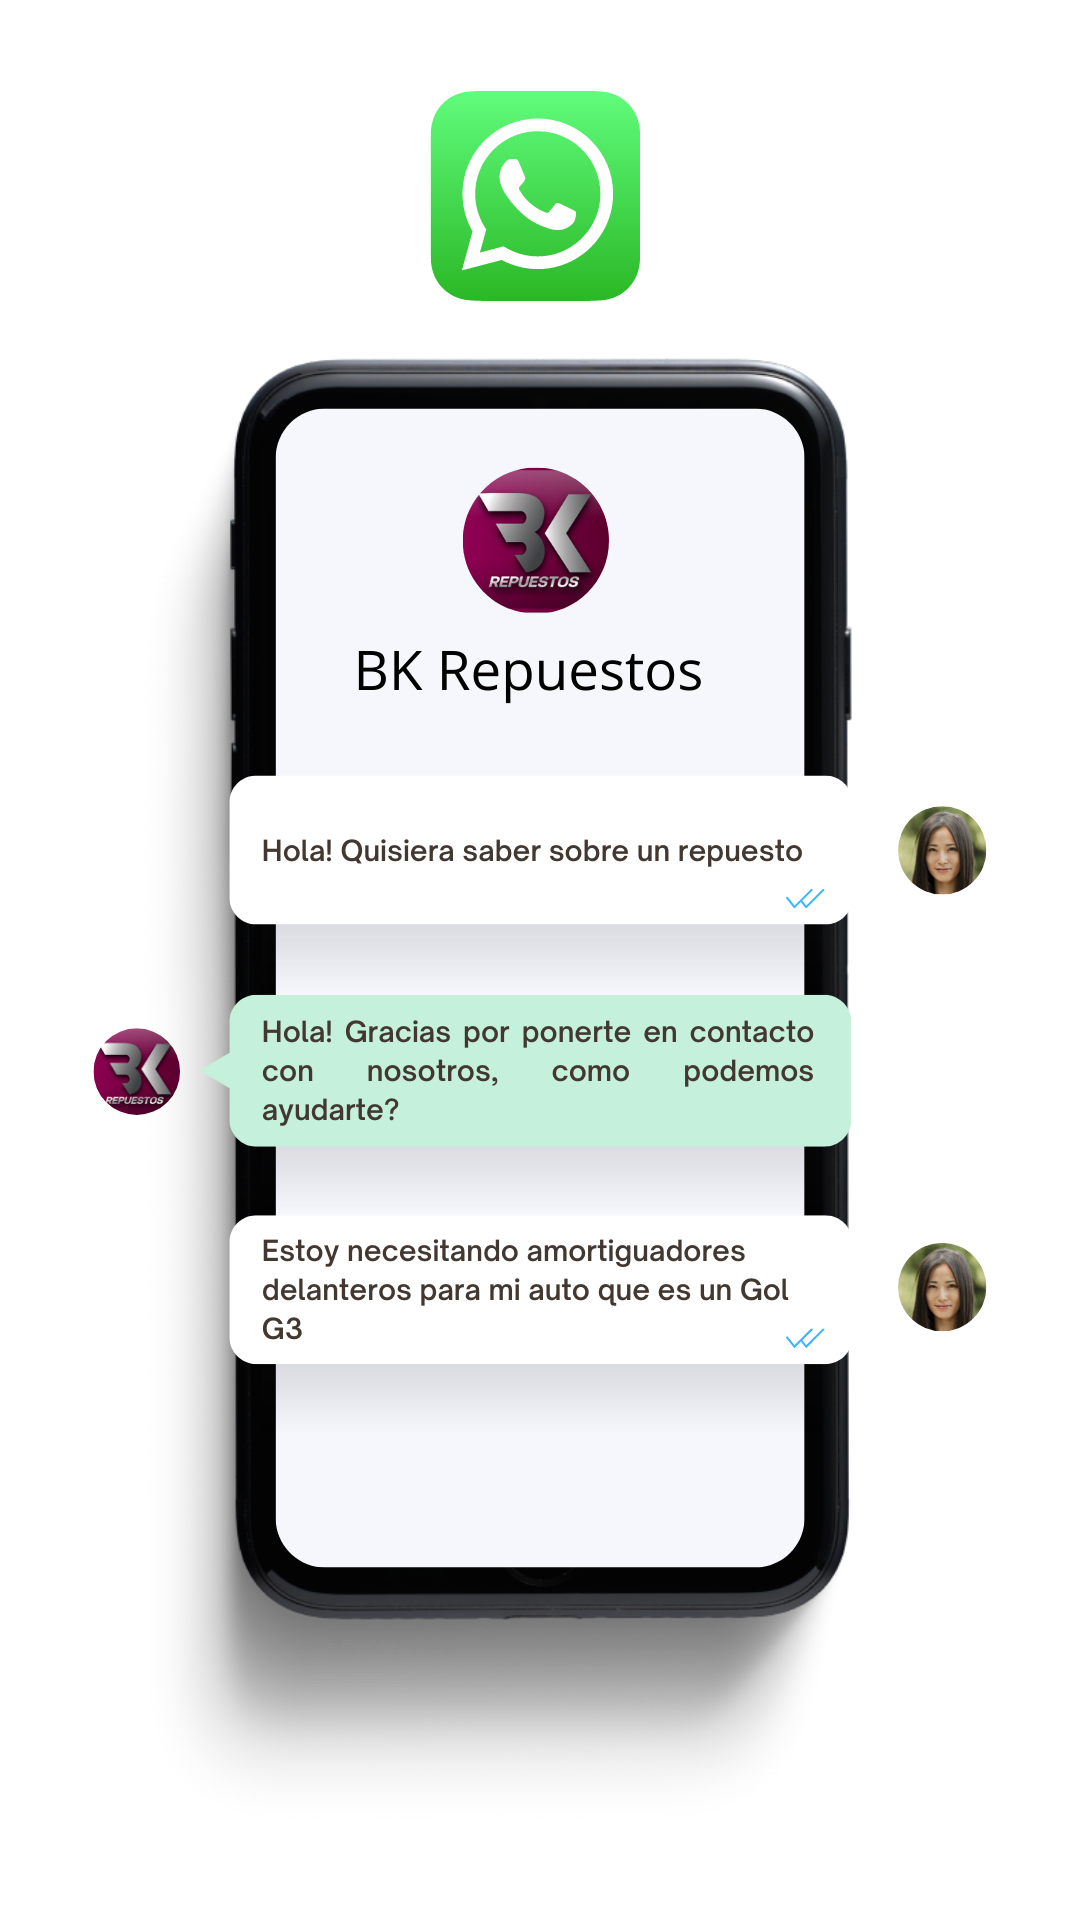 BK
REPUESTOS
BK Repuestos
Hola! Quisiera saber sobre un repuesto
Hola! Gracias por ponerte en contacto
con nosotros, como podemos
ayudarte?
BK
REPUESTOS
Estoy necesitando amortiguadores
delanteros para mi auto que es un Gol
G3